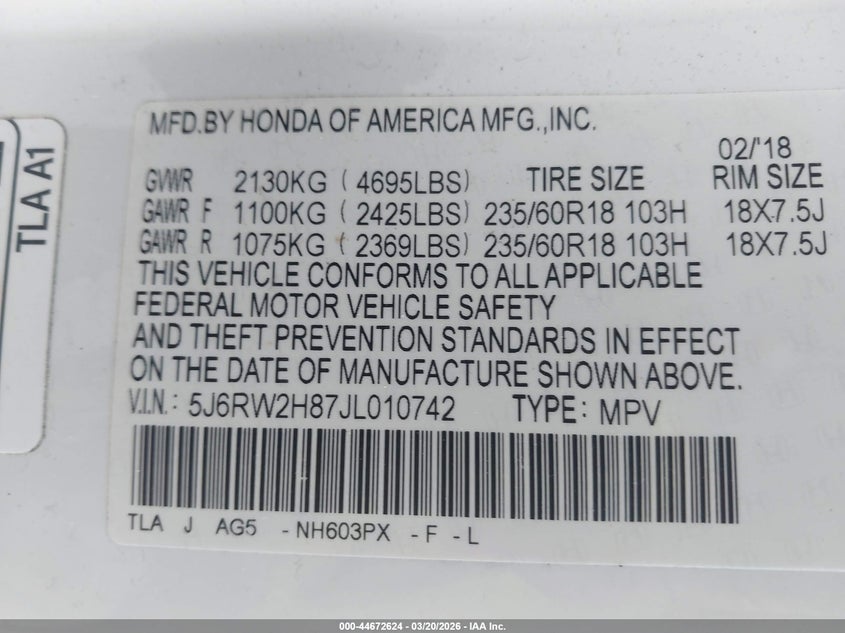 TLA A1
MFD.BY HONDA OF AMERICA MFG.,INC.
02/'18
GVWR 2130KG ( 4695LBS) TIRE SIZE RIM SIZE
GAWR F 1100KG ( 2425LBS) 235/60R18 103H 18X7.5J
GAWR R 1075KG ( 2369LBS) 235/60R18 103H 18X7.5J
THIS VEHICLE CONFORMS TO ALL APPLICABLE
FEDERAL MOTOR VEHICLE SAFETY
AND THEFT PREVENTION STANDARDS IN EFFECT
ON THE DATE OF MANUFACTURE SHOWN ABOVE.
V.I.N.: 5J6RW2H87JL010742 TYPE: MPV
TLA J AG5 -NH603PX -F -L
000-44672624 - 03/20/2026 - IAA Inc.